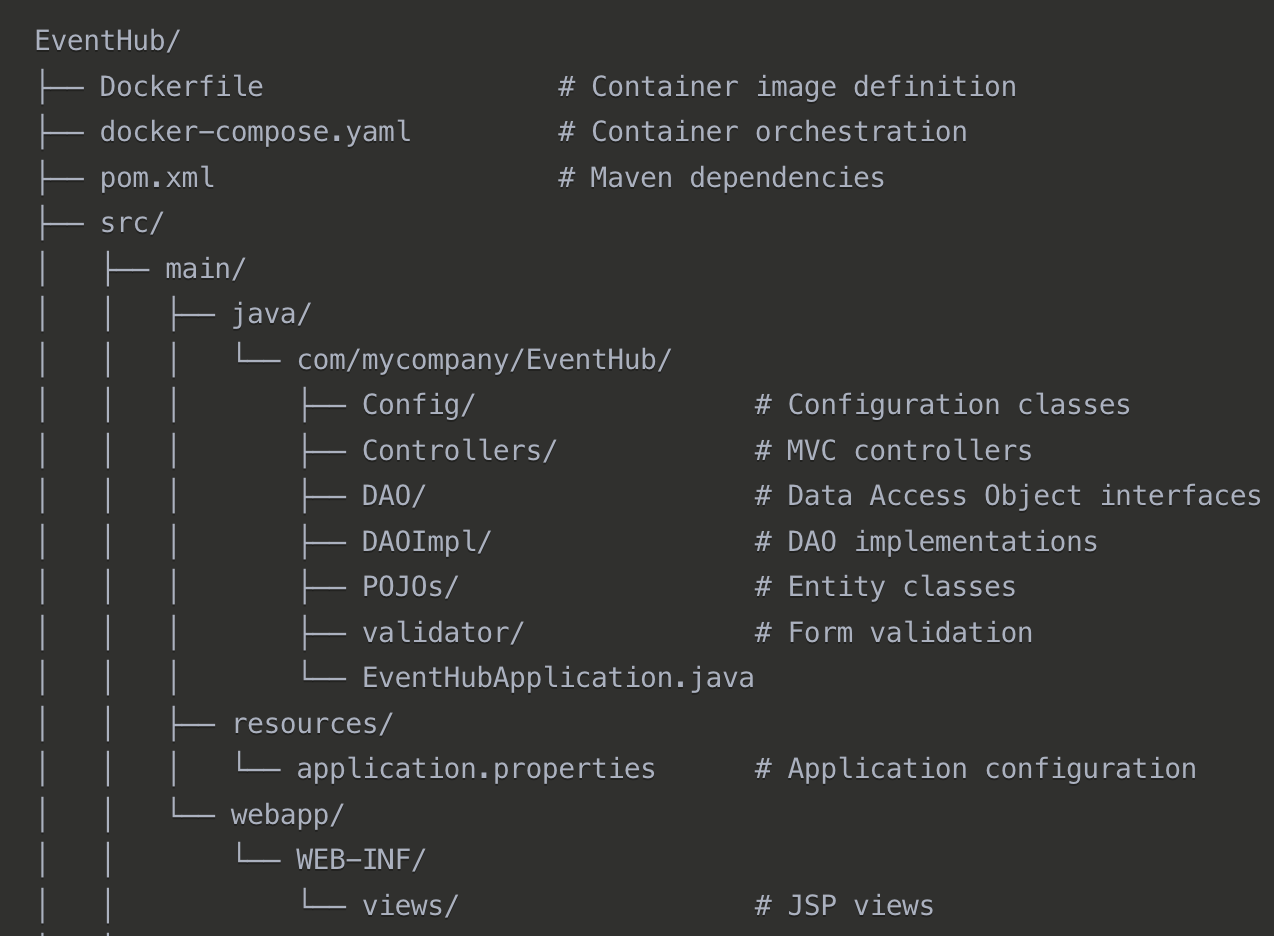 EventHub/
├── Dockerfile                  # Container image definition
├── docker-compose.yaml         # Container orchestration
├── pom.xml                     # Maven dependencies
├── src/
│   ├── main/
│   │   ├── java/
│   │   │   └── com/mycompany/EventHub/
│   │   │       ├── Config/                 # Configuration classes
│   │   │       ├── Controllers/            # MVC controllers
│   │   │       ├── DAO/                    # Data Access Object interfaces
│   │   │       ├── DAOImpl/                # DAO implementations
│   │   │       ├── POJOs/                  # Entity classes
│   │   │       ├── validator/              # Form validation
│   │   │       └── EventHubApplication.java
│   │   ├── resources/
│   │   │   └── application.properties      # Application configuration
│   │   └── webapp/
│   │       └── WEB-INF/
│   │           └── views/                  # JSP views